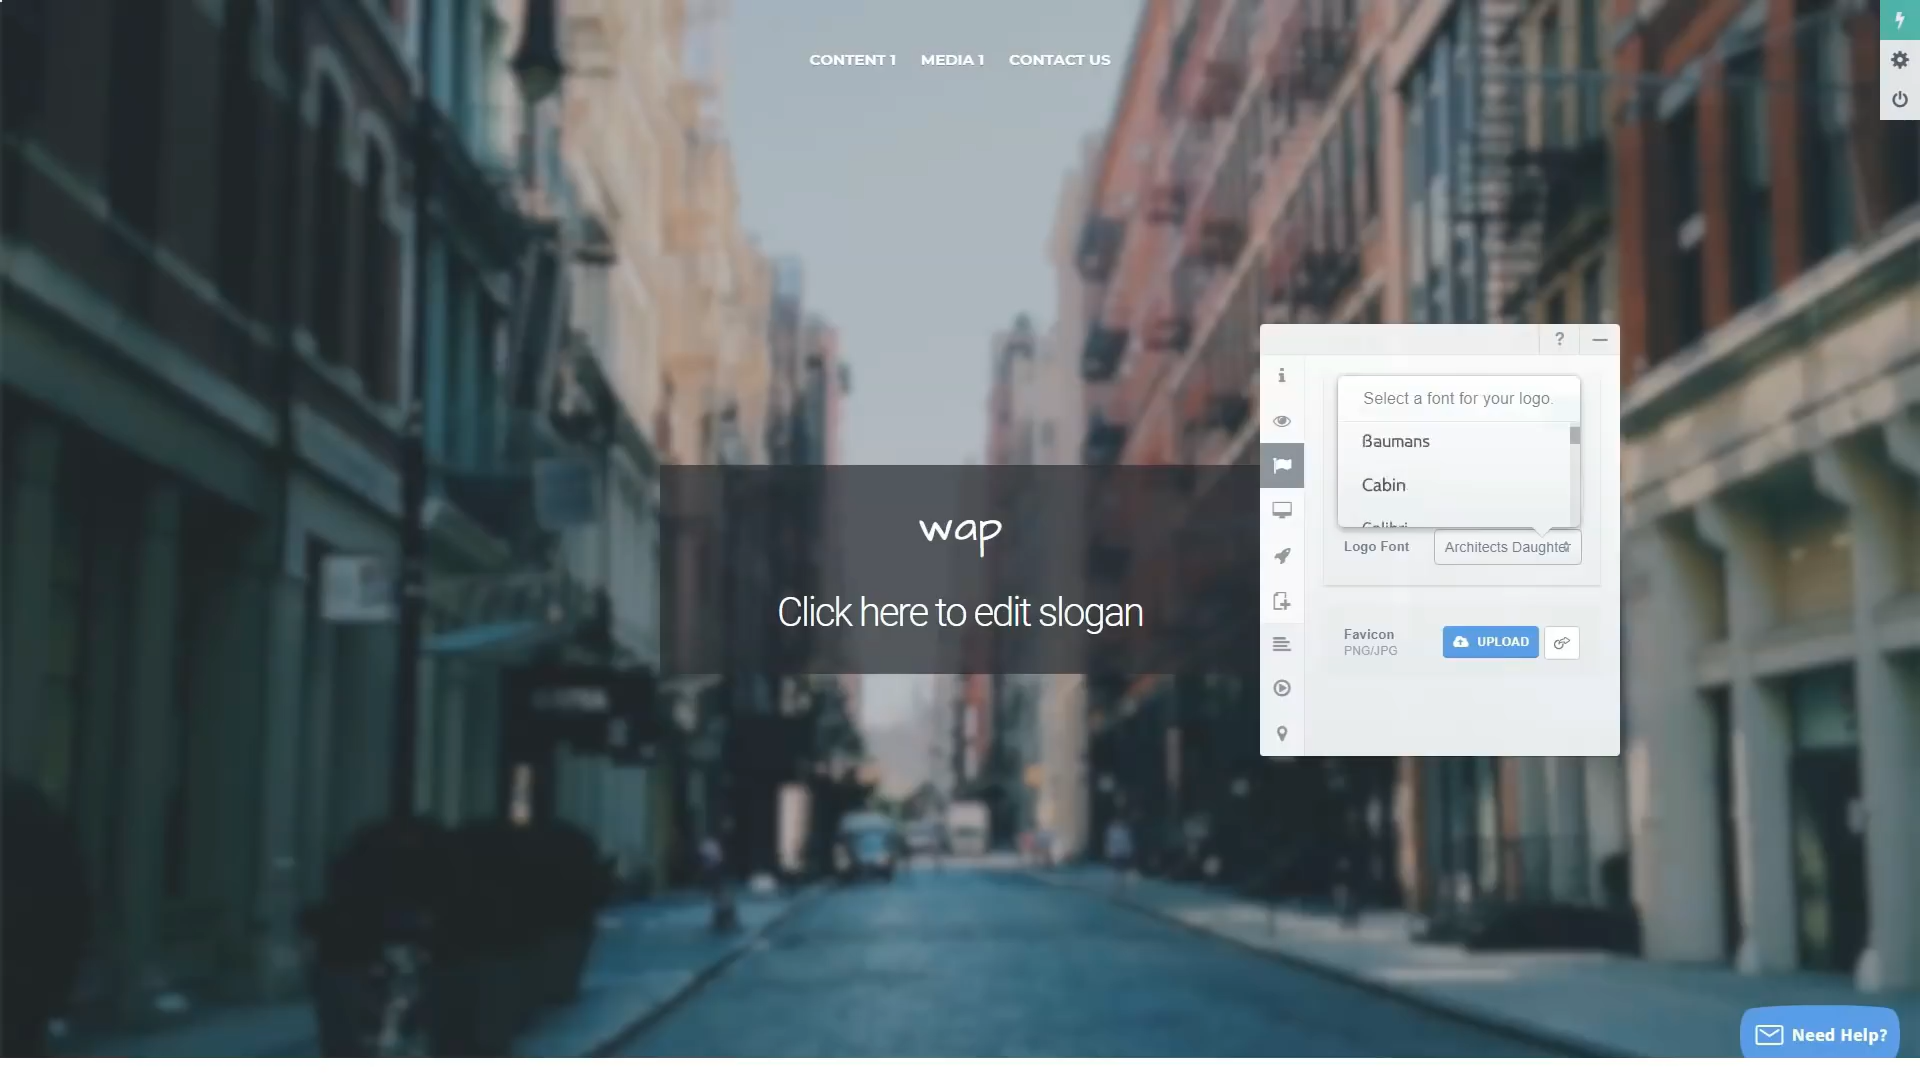 CONTENT 1 MEDIA 1 CONTACT US
?
Select a font for your logo.
Baumans
Cabin
Calibri
wap
Logo Font Architects Daughter
Click here to edit slogan
Favicon
PNG/JPG
UPLOAD
Need Help?